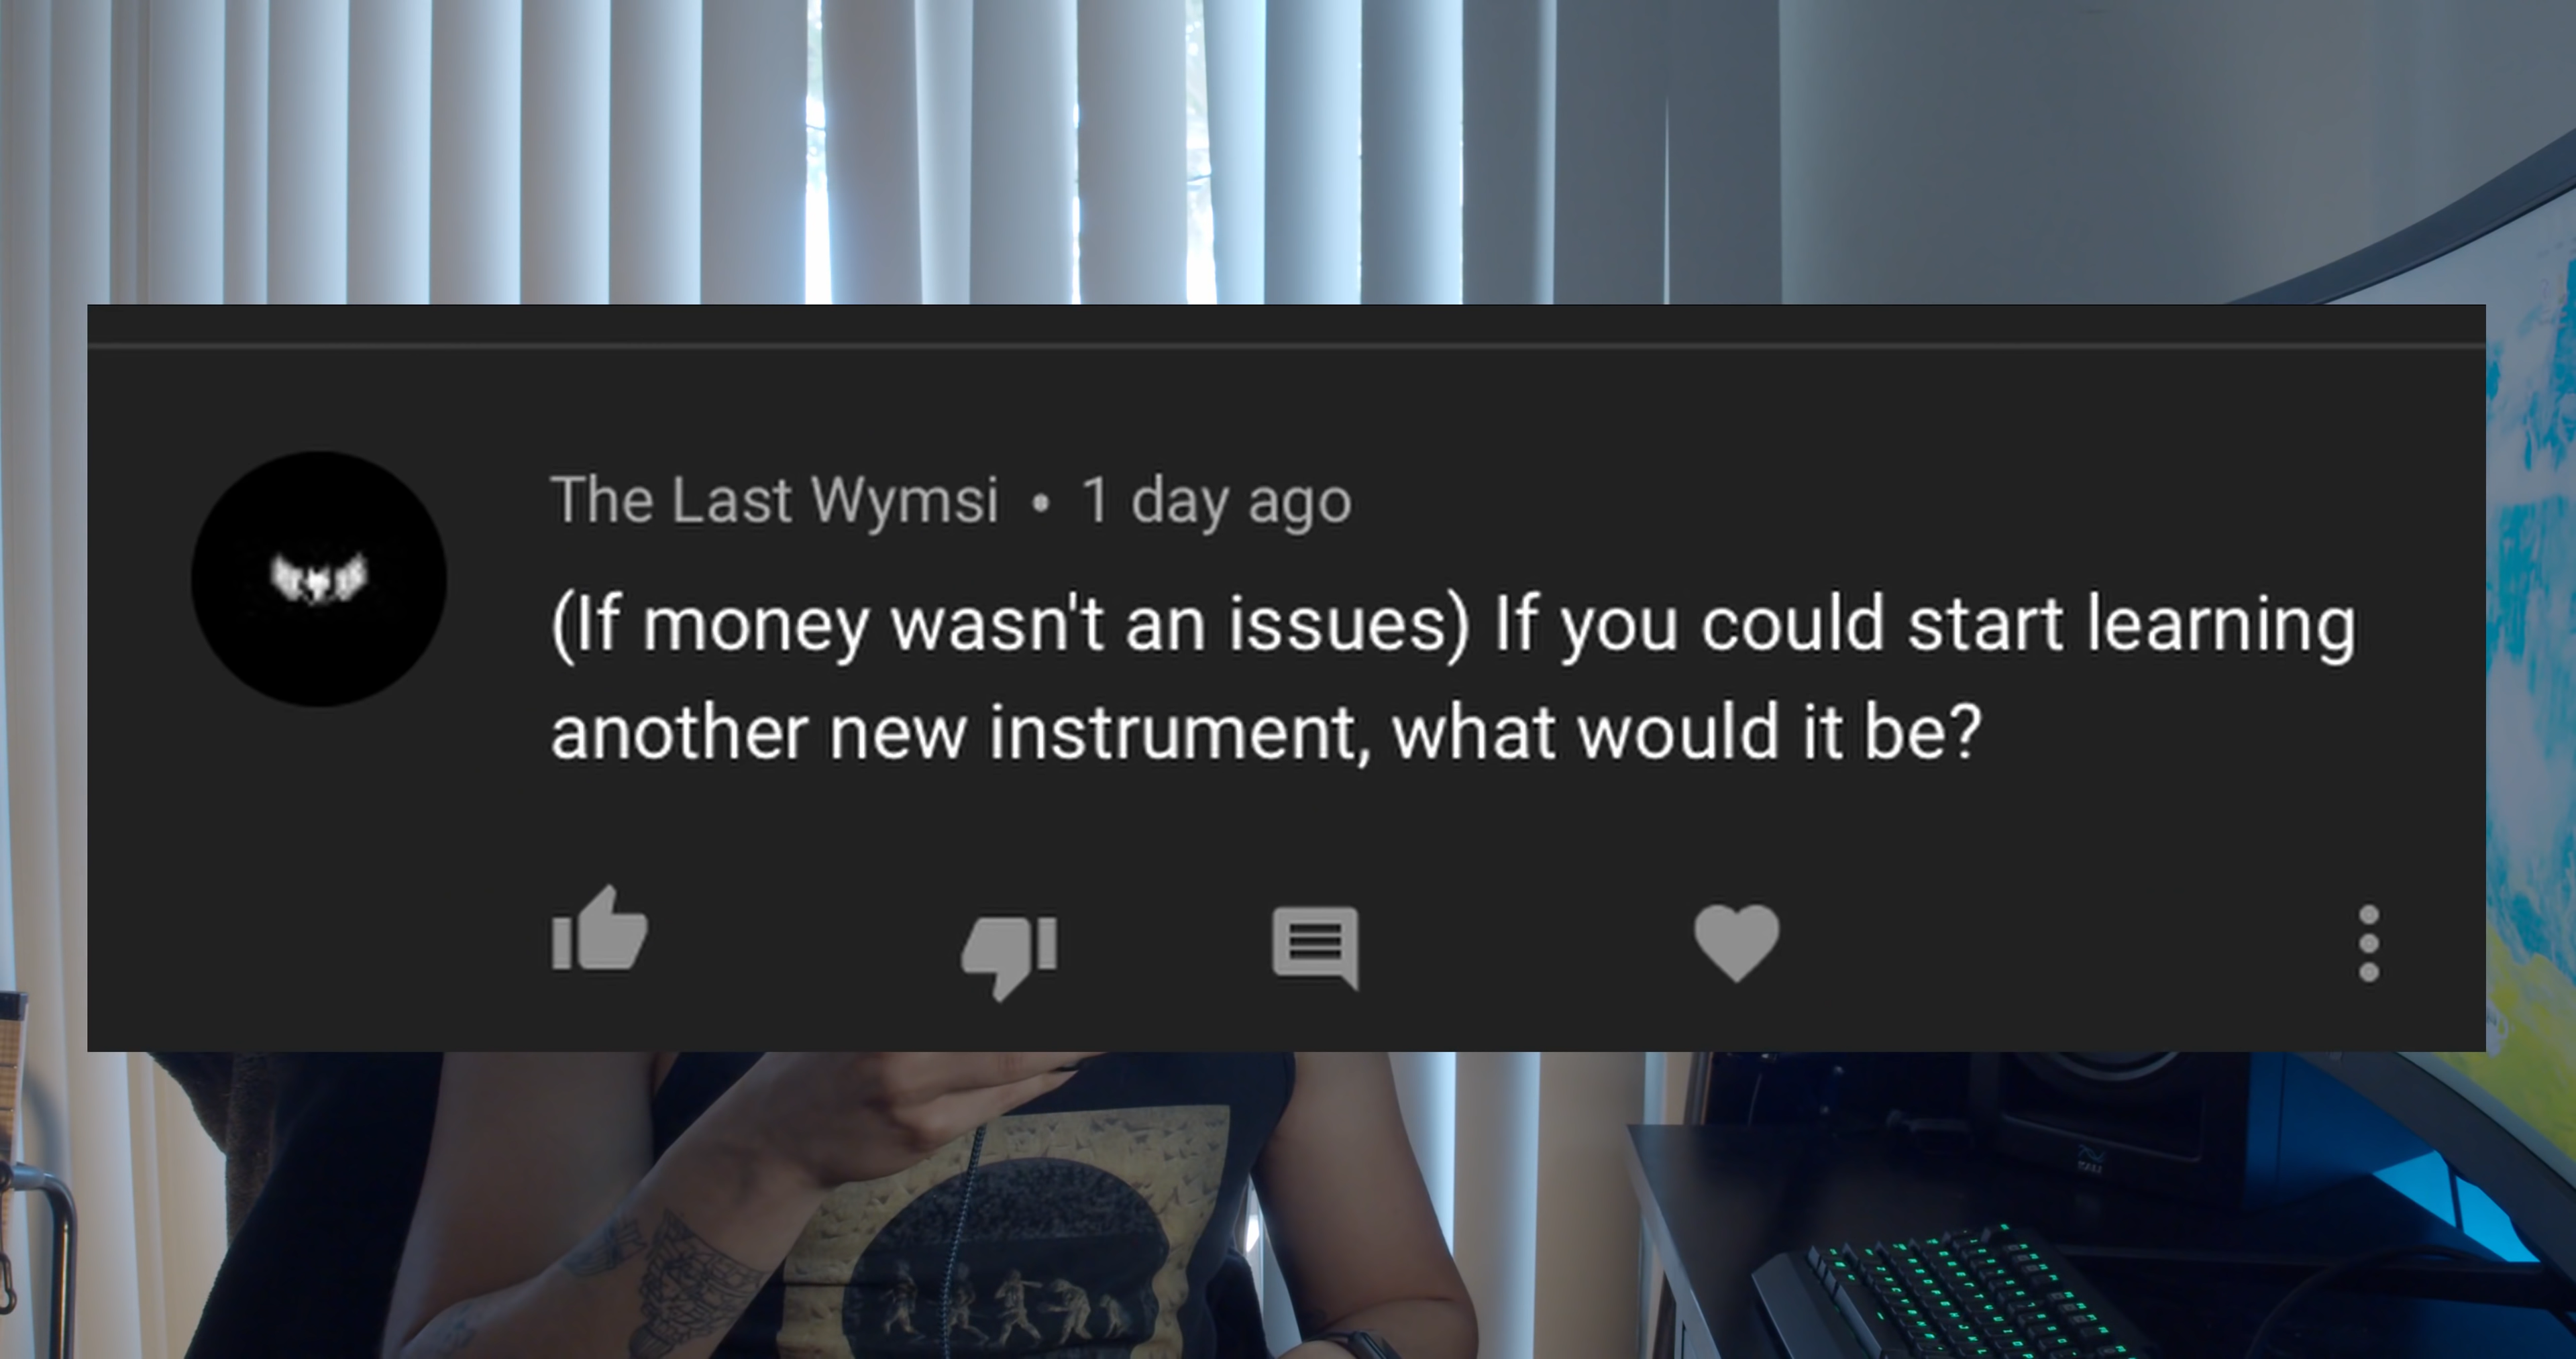 The Last Wymsi • 1 day ago
(If money wasn't an issues) If you could start learning
another new instrument, what would it be?
KALI